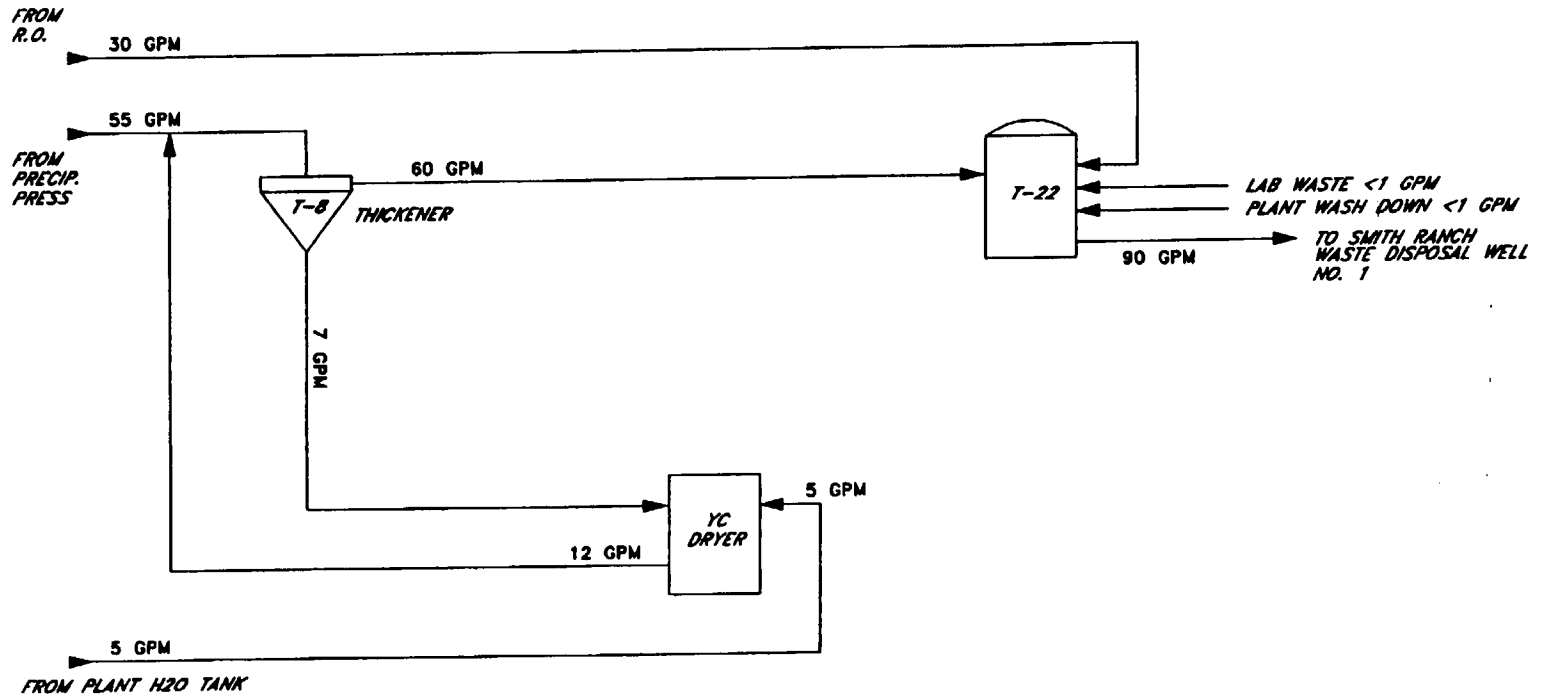 FROM
R.O.
30 GPM
55 GPM
FROM
PRECIP.
PRESS
60 GPM
T-8
THICKENER
T-22
LAB WASTE <1 GPM
PLANT WASH DOWN <1 GPM
TO SMITH RANCH
WASTE DISPOSAL WELL
NO. 1
90 GPM
7 GPM
5 GPM
YC
DRYER
12 GPM
5 GPM
FROM PLANT H2O TANK